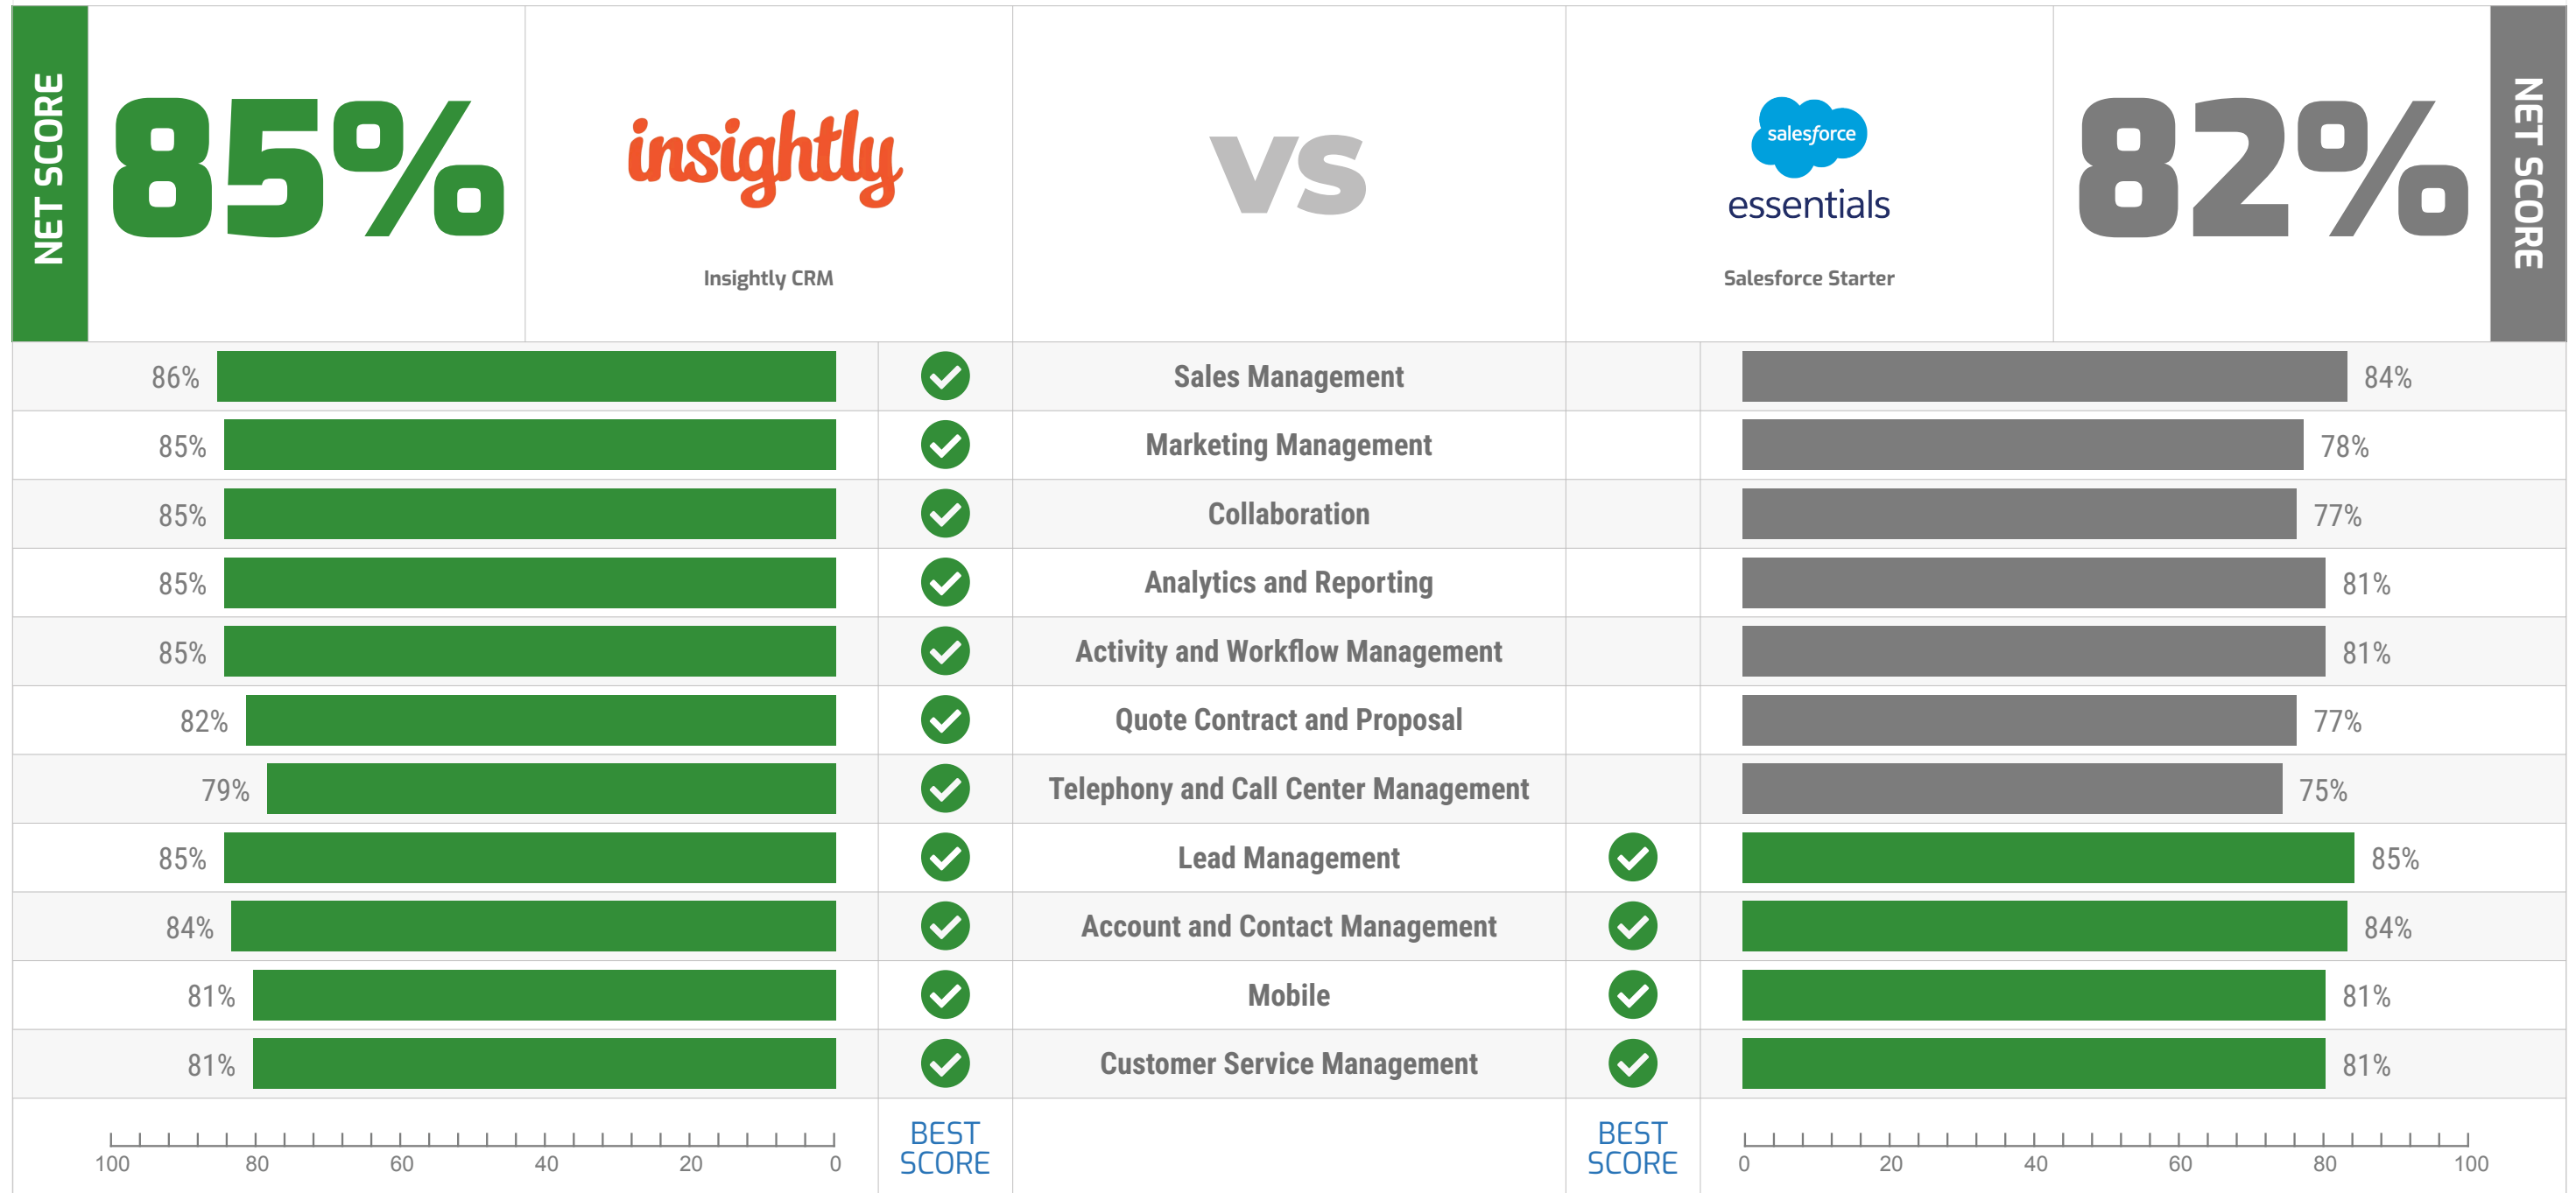 NET SCORE
85%
insightly
Insightly CRM
VS
salesforce
essentials
Salesforce Starter
82%
NET SCORE
86% Sales Management 84%
85% Marketing Management 78%
85% Collaboration 77%
85% Analytics and Reporting 81%
85% Activity and Workflow Management 81%
82% Quote Contract and Proposal 77%
79% Telephony and Call Center Management 75%
85% Lead Management 85%
84% Account and Contact Management 84%
81% Mobile 81%
81% Customer Service Management 81%
100 80 60 40 20 0
BEST
SCORE
BEST
SCORE
0 20 40 60 80 100